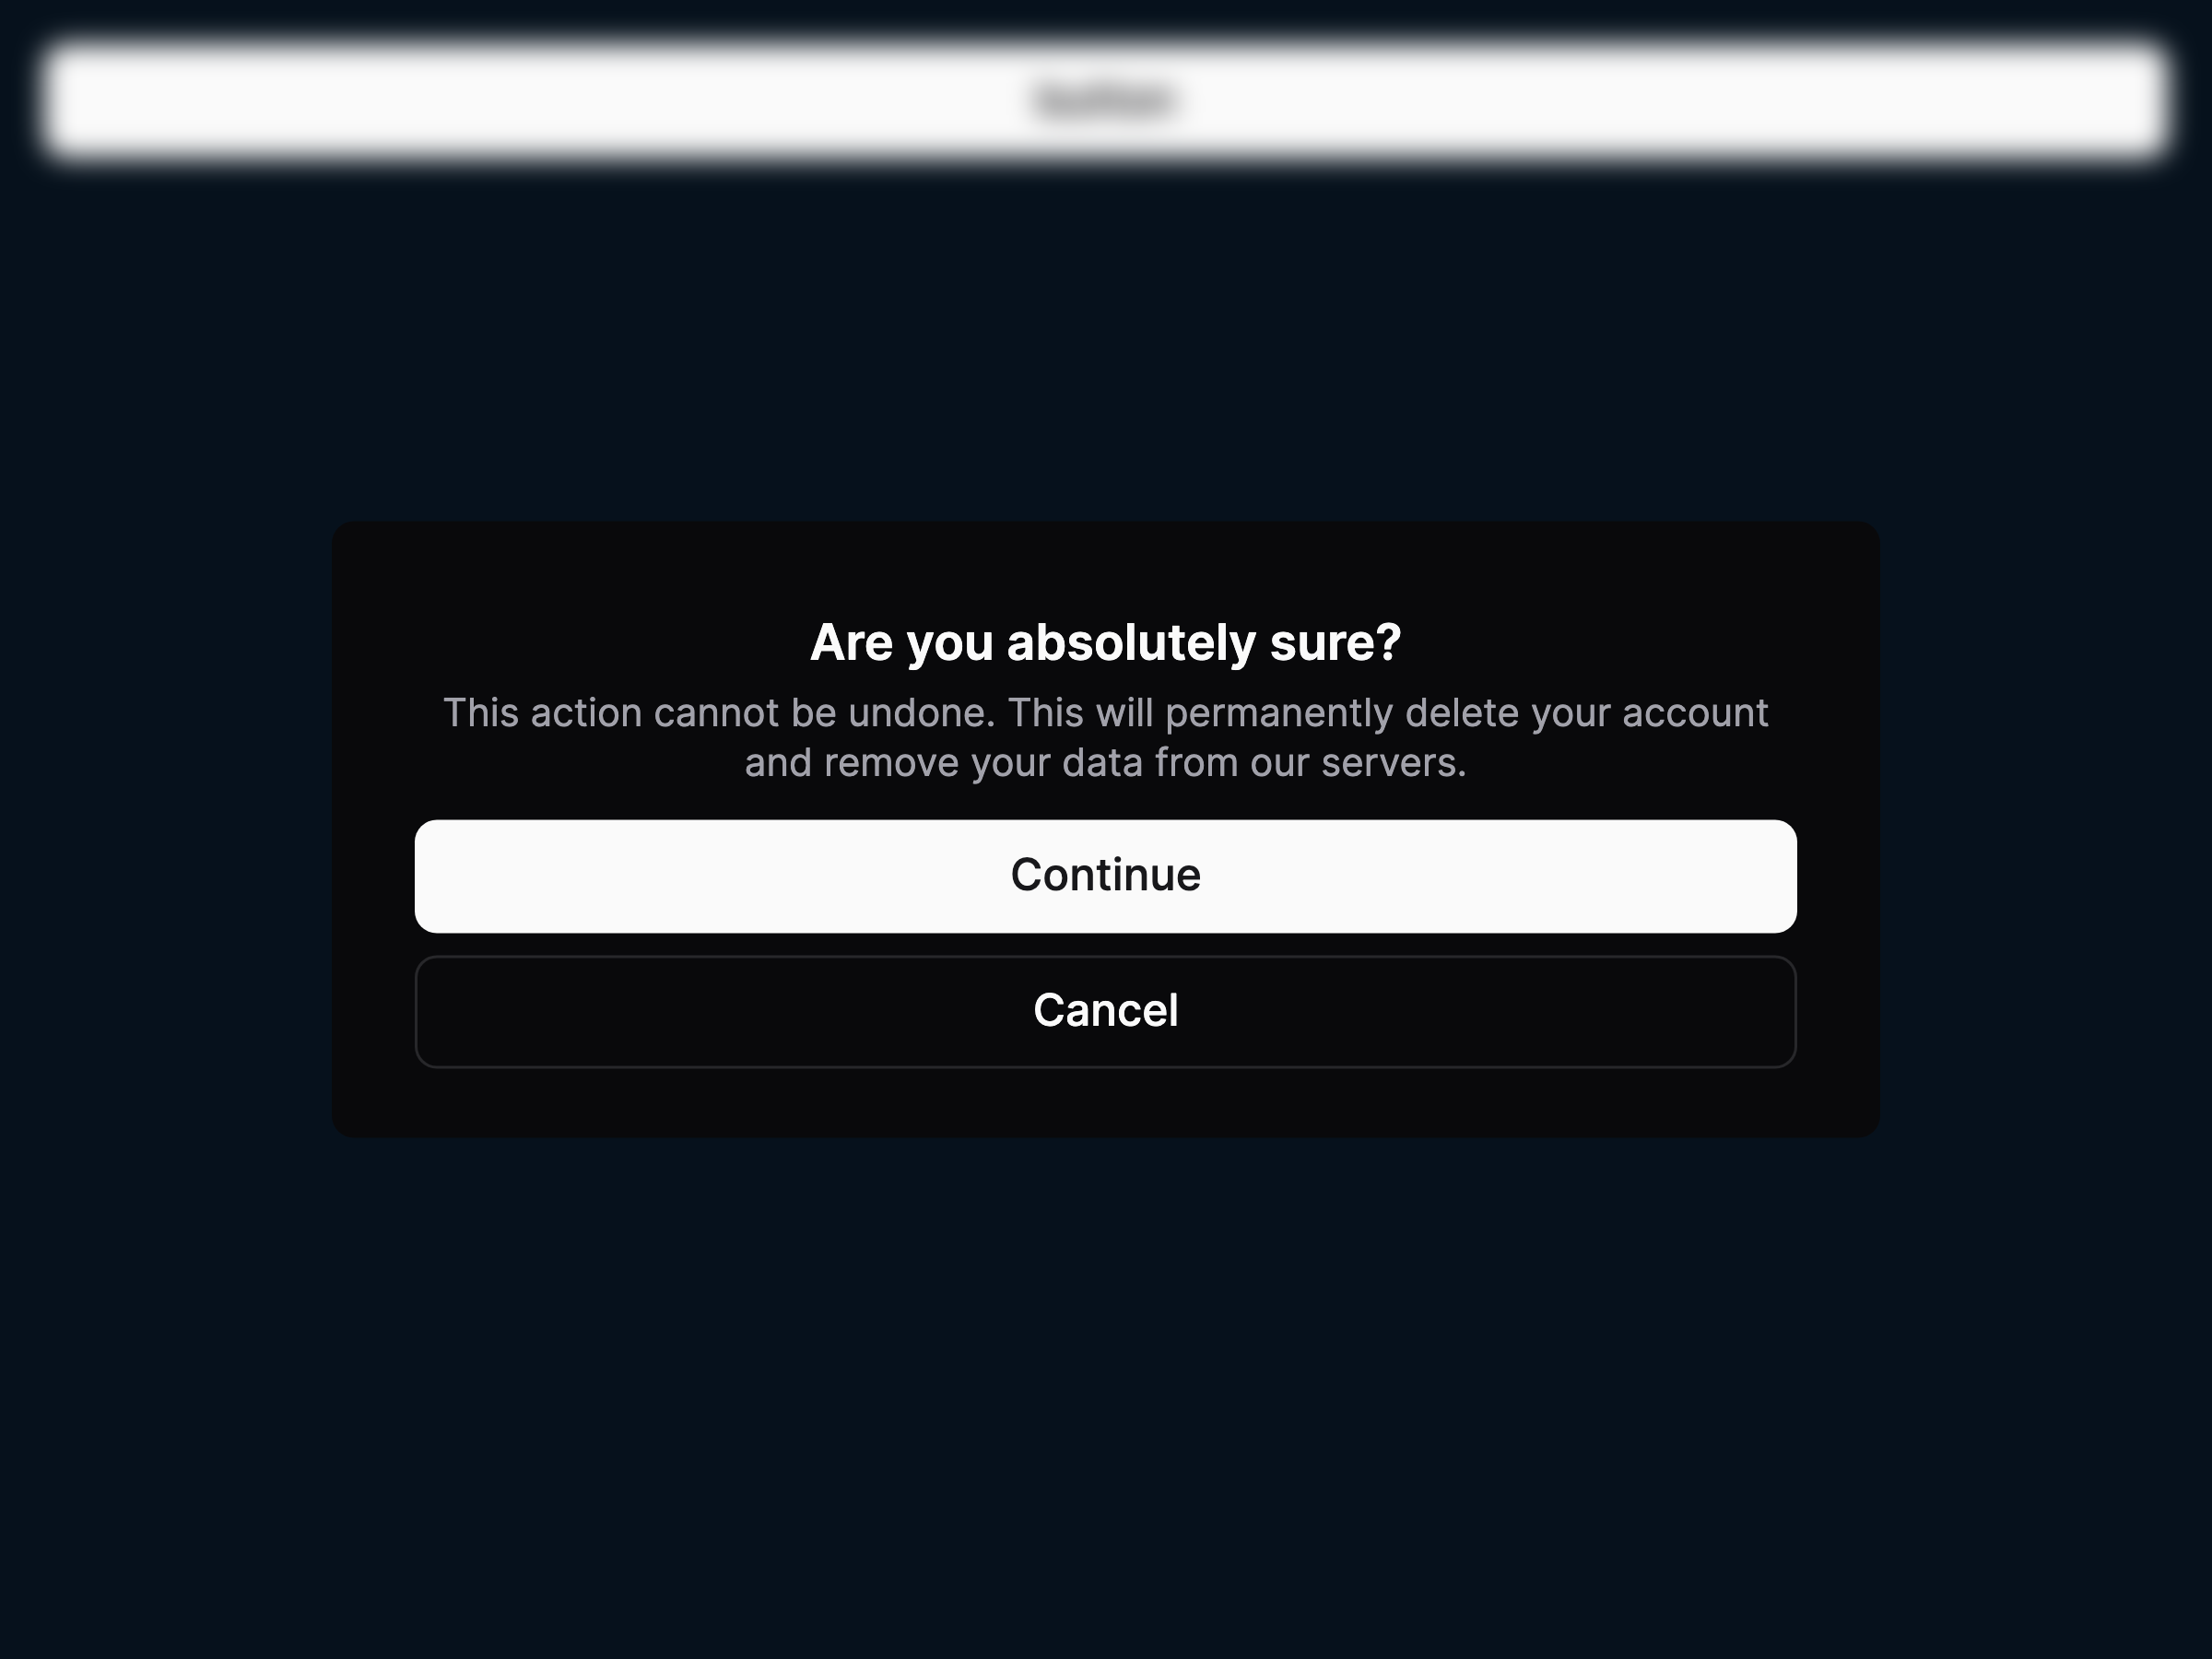 Are you absolutely sure?
This action cannot be undone. This will permanently delete your account
and remove your data from our servers.
Continue
Cancel